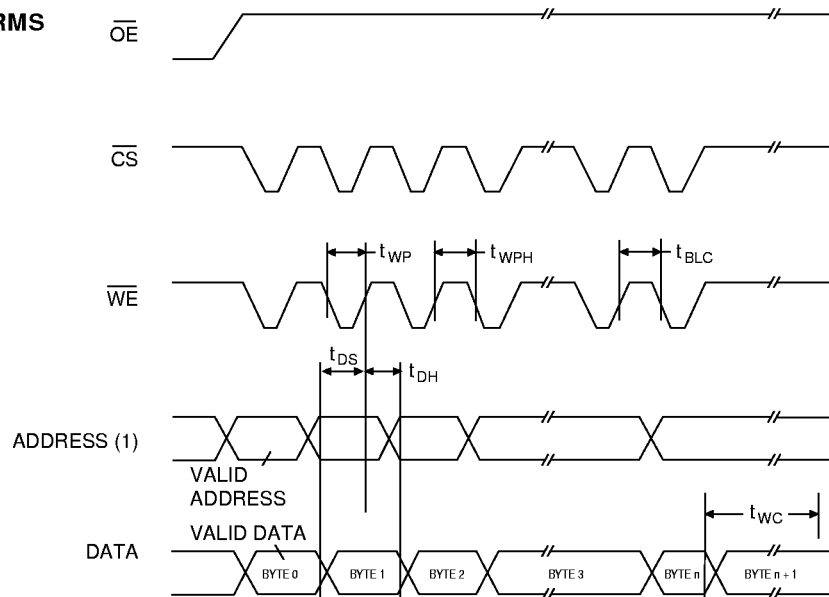 RMS
OE
CS
tWP
tWPH
tBLC
WE
tDS
tDH
ADDRESS (1)
VALID
ADDRESS
tWC
VALID DATA
DATA
BYTE 0
BYTE 1
BYTE 2
BYTE 3
BYTE n
BYTE n + 1